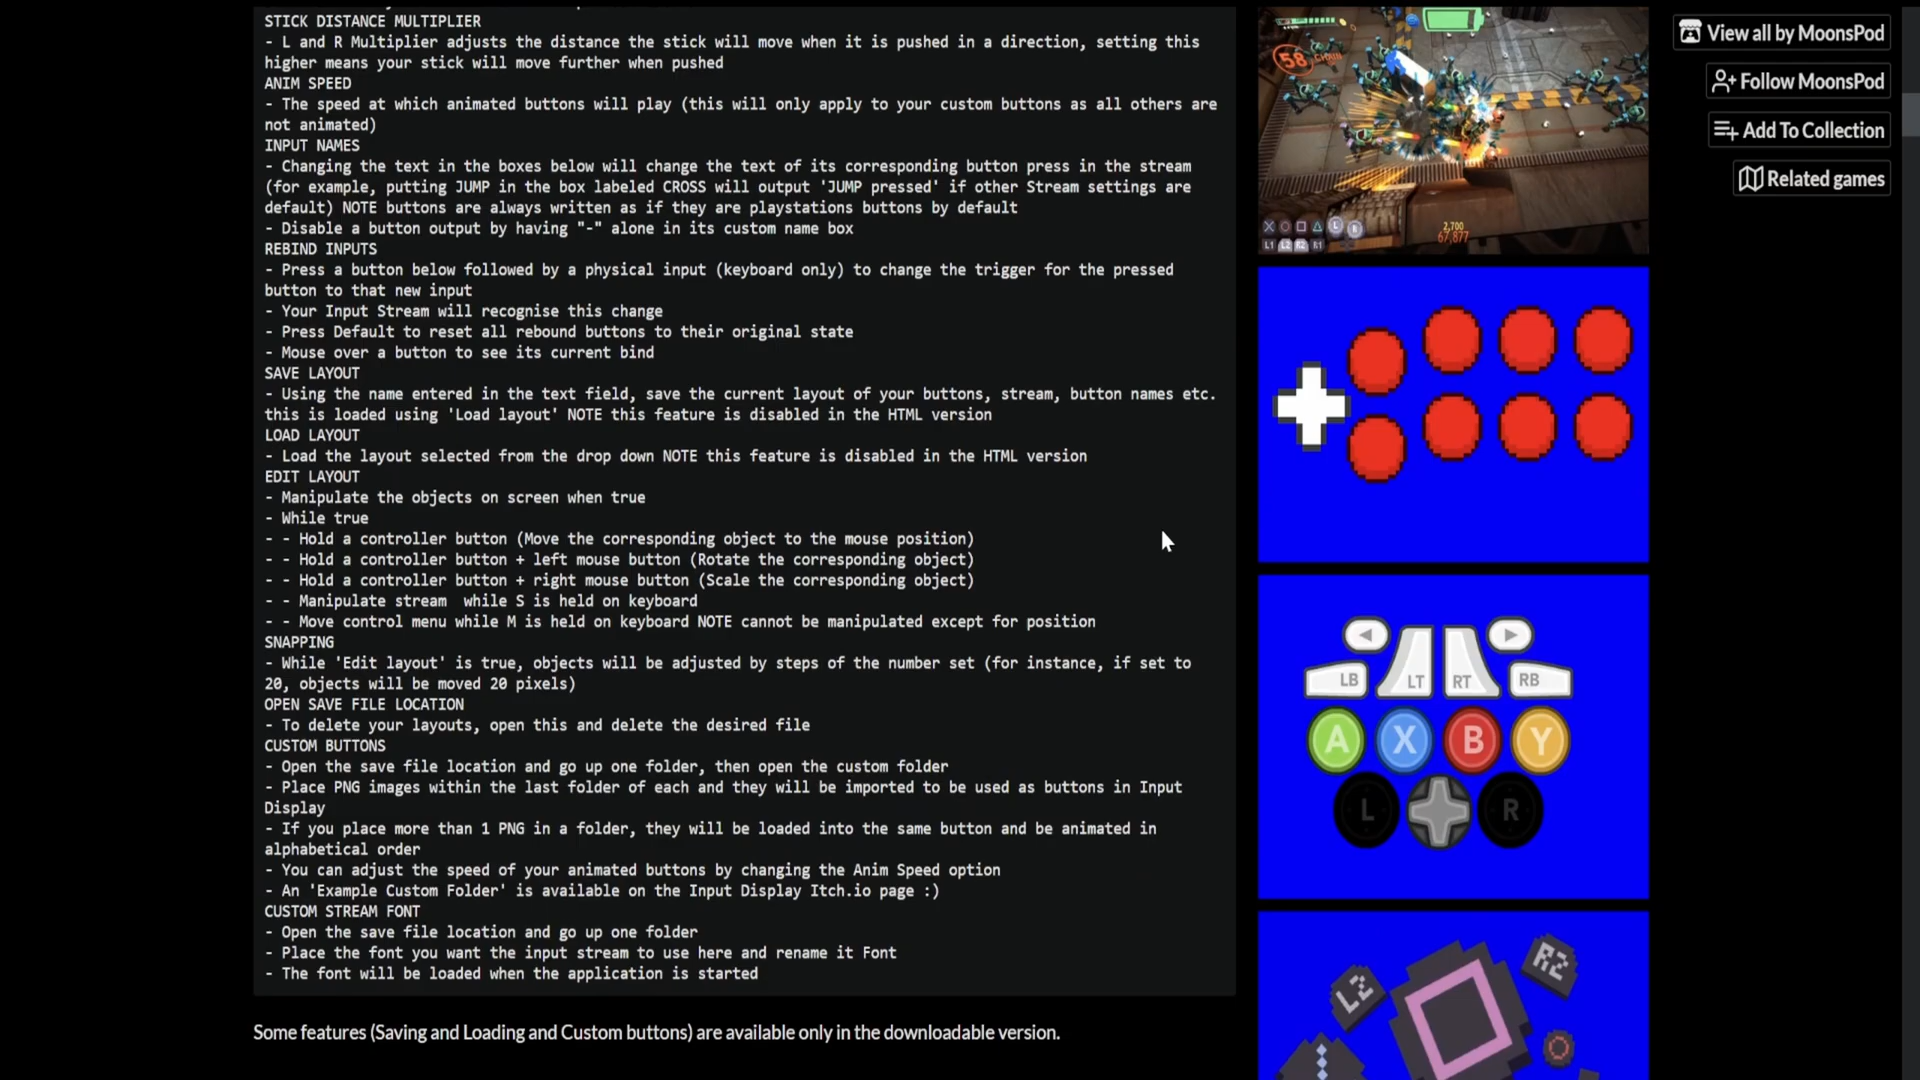 STICK DISTANCE MULTIPLIER
- L and R Multiplier adjusts the distance the stick will move when it is pushed in a direction, setting this
higher means your stick will move further when pushed
ANIM SPEED
- The speed at which animated buttons will play (this will only apply to your custom buttons as all others are
not animated)
INPUT NAMES
- Changing the text in the boxes below will change the text of its corresponding button press in the stream
(for example, putting JUMP in the box labeled CROSS will output 'JUMP pressed' if other Stream settings are
default) NOTE buttons are always written as if they are playstations buttons by default
- Disable a button output by having "-" alone in its custom name box
REBIND INPUTS
- Press a button below followed by a physical input (keyboard only) to change the trigger for the pressed
button to that new input
- Your Input Stream will recognise this change
- Press Default to reset all rebound buttons to their original state
- Mouse over a button to see its current bind
SAVE LAYOUT
- Using the name entered in the text field, save the current layout of your buttons, stream, button names etc.
this is loaded using 'Load layout' NOTE this feature is disabled in the HTML version
LOAD LAYOUT
- Load the layout selected from the drop down NOTE this feature is disabled in the HTML version
EDIT LAYOUT
- Manipulate the objects on screen when true
- While true
- - Hold a controller button (Move the corresponding object to the mouse position)
- - Hold a controller button + left mouse button (Rotate the corresponding object)
- - Hold a controller button + right mouse button (Scale the corresponding object)
- - Manipulate stream  while S is held on keyboard
- - Move control menu while M is held on keyboard NOTE cannot be manipulated except for position
SNAPPING
- While 'Edit layout' is true, objects will be adjusted by steps of the number set (for instance, if set to
20, objects will be moved 20 pixels)
OPEN SAVE FILE LOCATION
- To delete your layouts, open this and delete the desired file
CUSTOM BUTTONS
- Open the save file location and go up one folder, then open the custom folder
- Place PNG images within the last folder of each and they will be imported to be used as buttons in Input
Display
- If you place more than 1 PNG in a folder, they will be loaded into the same button and be animated in
alphabetical order
- You can adjust the speed of your animated buttons by changing the Anim Speed option
- An 'Example Custom Folder' is available on the Input Display Itch.io page :)
CUSTOM STREAM FONT
- Open the save file location and go up one folder
- Place the font you want the input stream to use here and rename it Font
- The font will be loaded when the application is started
Some features (Saving and Loading and Custom buttons) are available only in the downloadable version.
58 CHAIN
2,700
67,877
L R
L1 L2 R2 R1
LB LT RT RB
A X B Y
L R
L2 R2
View all by MoonsPod
Follow MoonsPod
Add To Collection
Related games